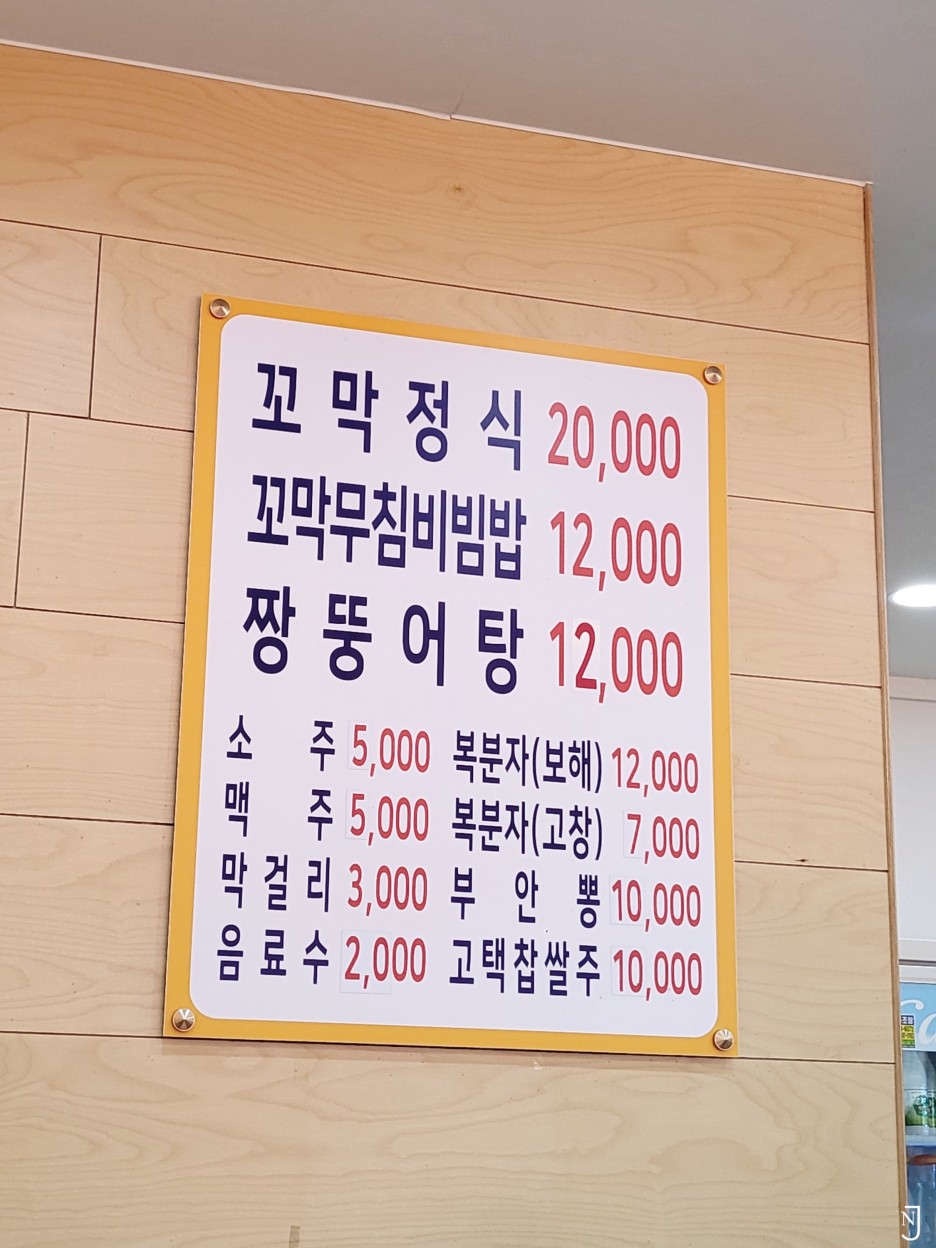 꼬막정식 20,000
꼬막무침비빔밥 12,000
짱뚱어탕 12,000
소주 5,000 복분자(보해) 12,000
맥주 5,000 복분자(고창) 7,000
막걸리 3,000 부안뽕 10,000
음료수 2,000 고택찹쌀주 10,000
NJ